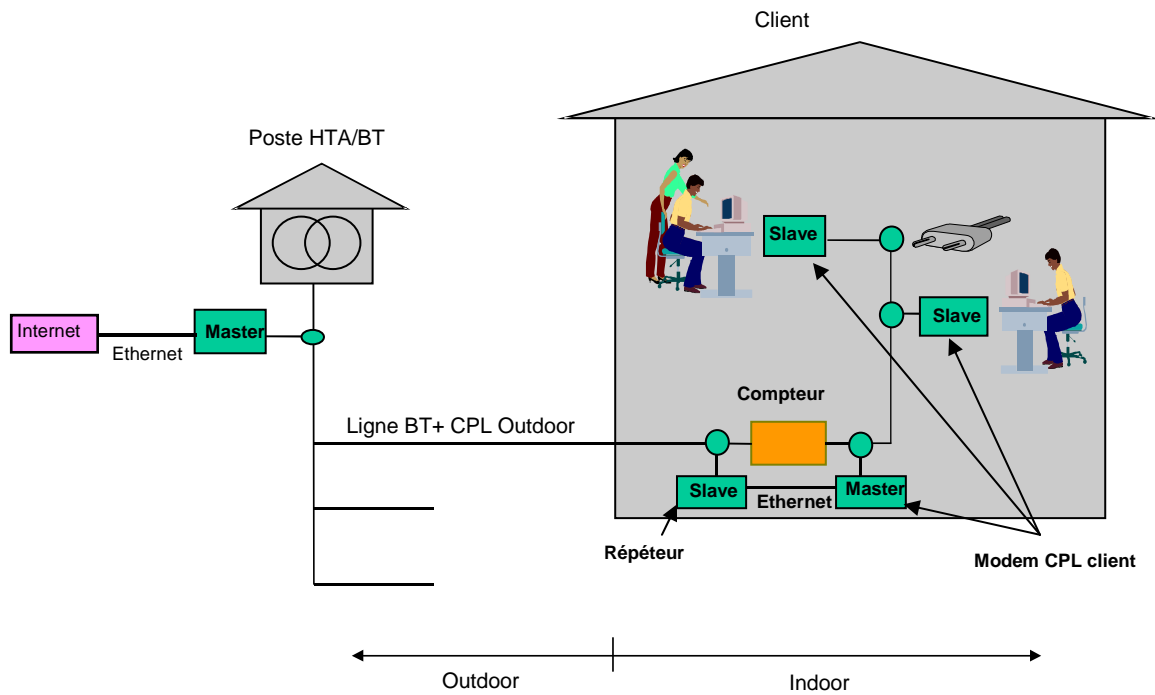 Client
Poste HTA/BT
Slave
Internet
Master
Slave
Ethernet
Compteur
Ligne BT+ CPL Outdoor
Slave
Ethernet
Master
Répéteur
Modem CPL client
Outdoor
Indoor